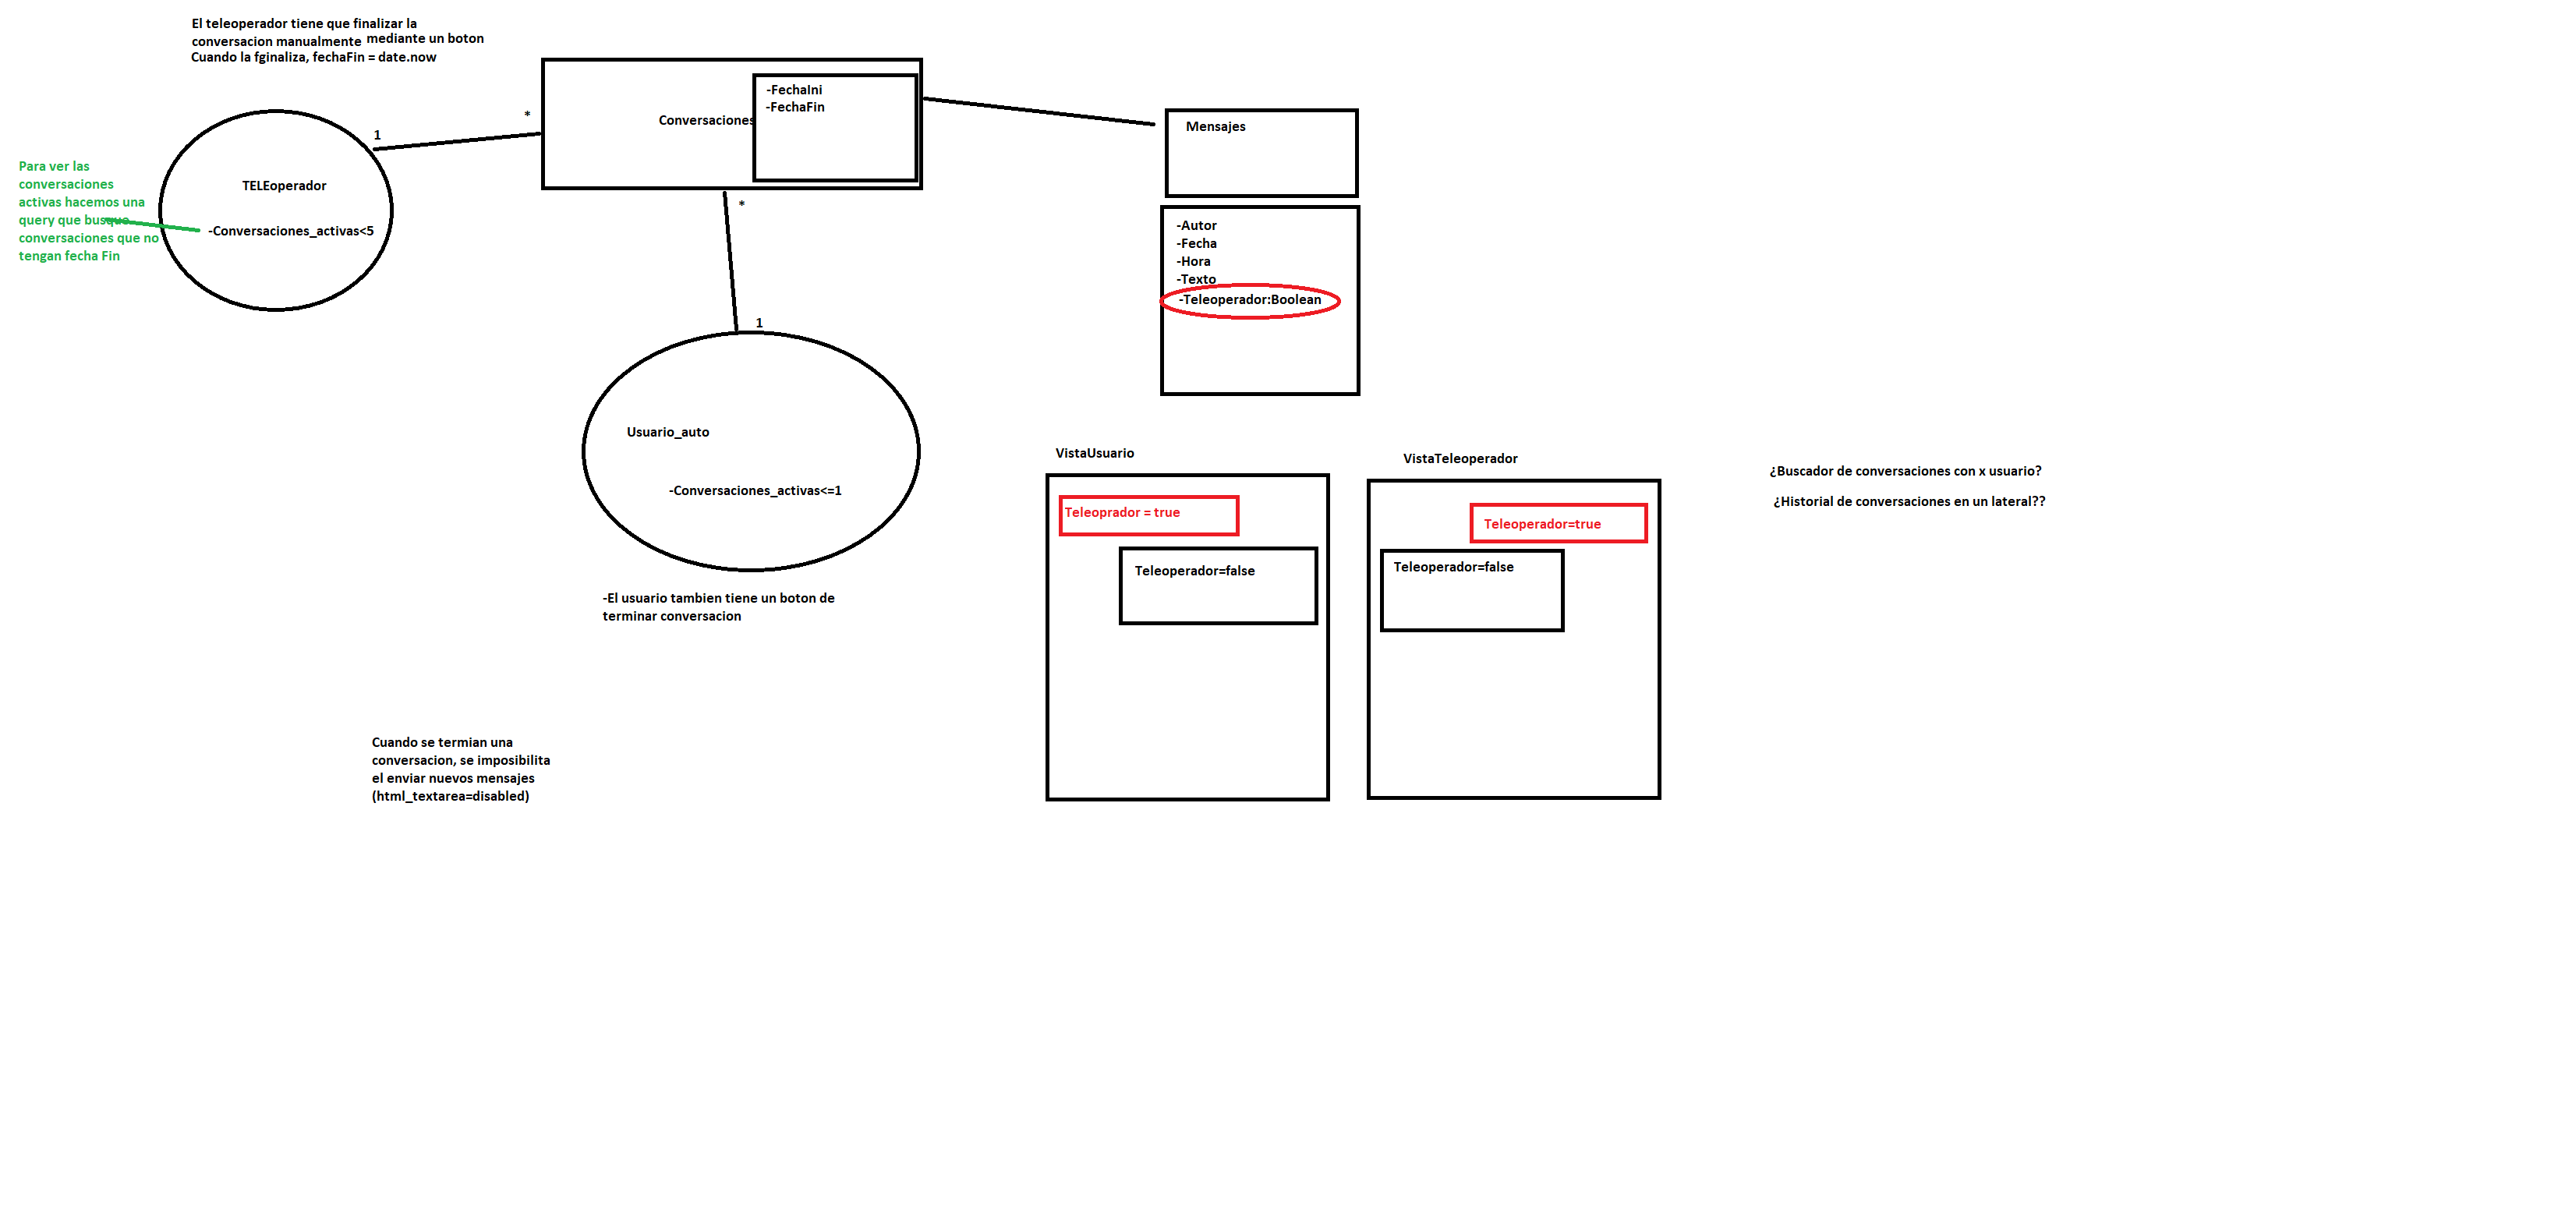 El teleoperador tiene que finalizar la
conversacion manualmente mediante un boton
Cuando la fginaliza, fechaFin = date.now
-FechaIni
-FechaFin
Conversaciones
*
1
Mensajes
Para ver las
conversaciones
activas hacemos una
query que busque
conversaciones que no
tengan fecha Fin
TELEoperador
-Conversaciones_activas<5
*
1
-Autor
-Fecha
-Hora
-Texto
-Teleoperador:Boolean
Usuario_auto
-Conversaciones_activas<=1
-El usuario tambien tiene un boton de
terminar conversacion
VistaUsuario
Teleoprador = true
Teleoperador=false
VistaTeleoperador
Teleoperador=true
Teleoperador=false
¿Buscador de conversaciones con x usuario?
¿Historial de conversaciones en un lateral??
Cuando se termian una
conversacion, se imposibilita
el enviar nuevos mensajes
(html_textarea=disabled)